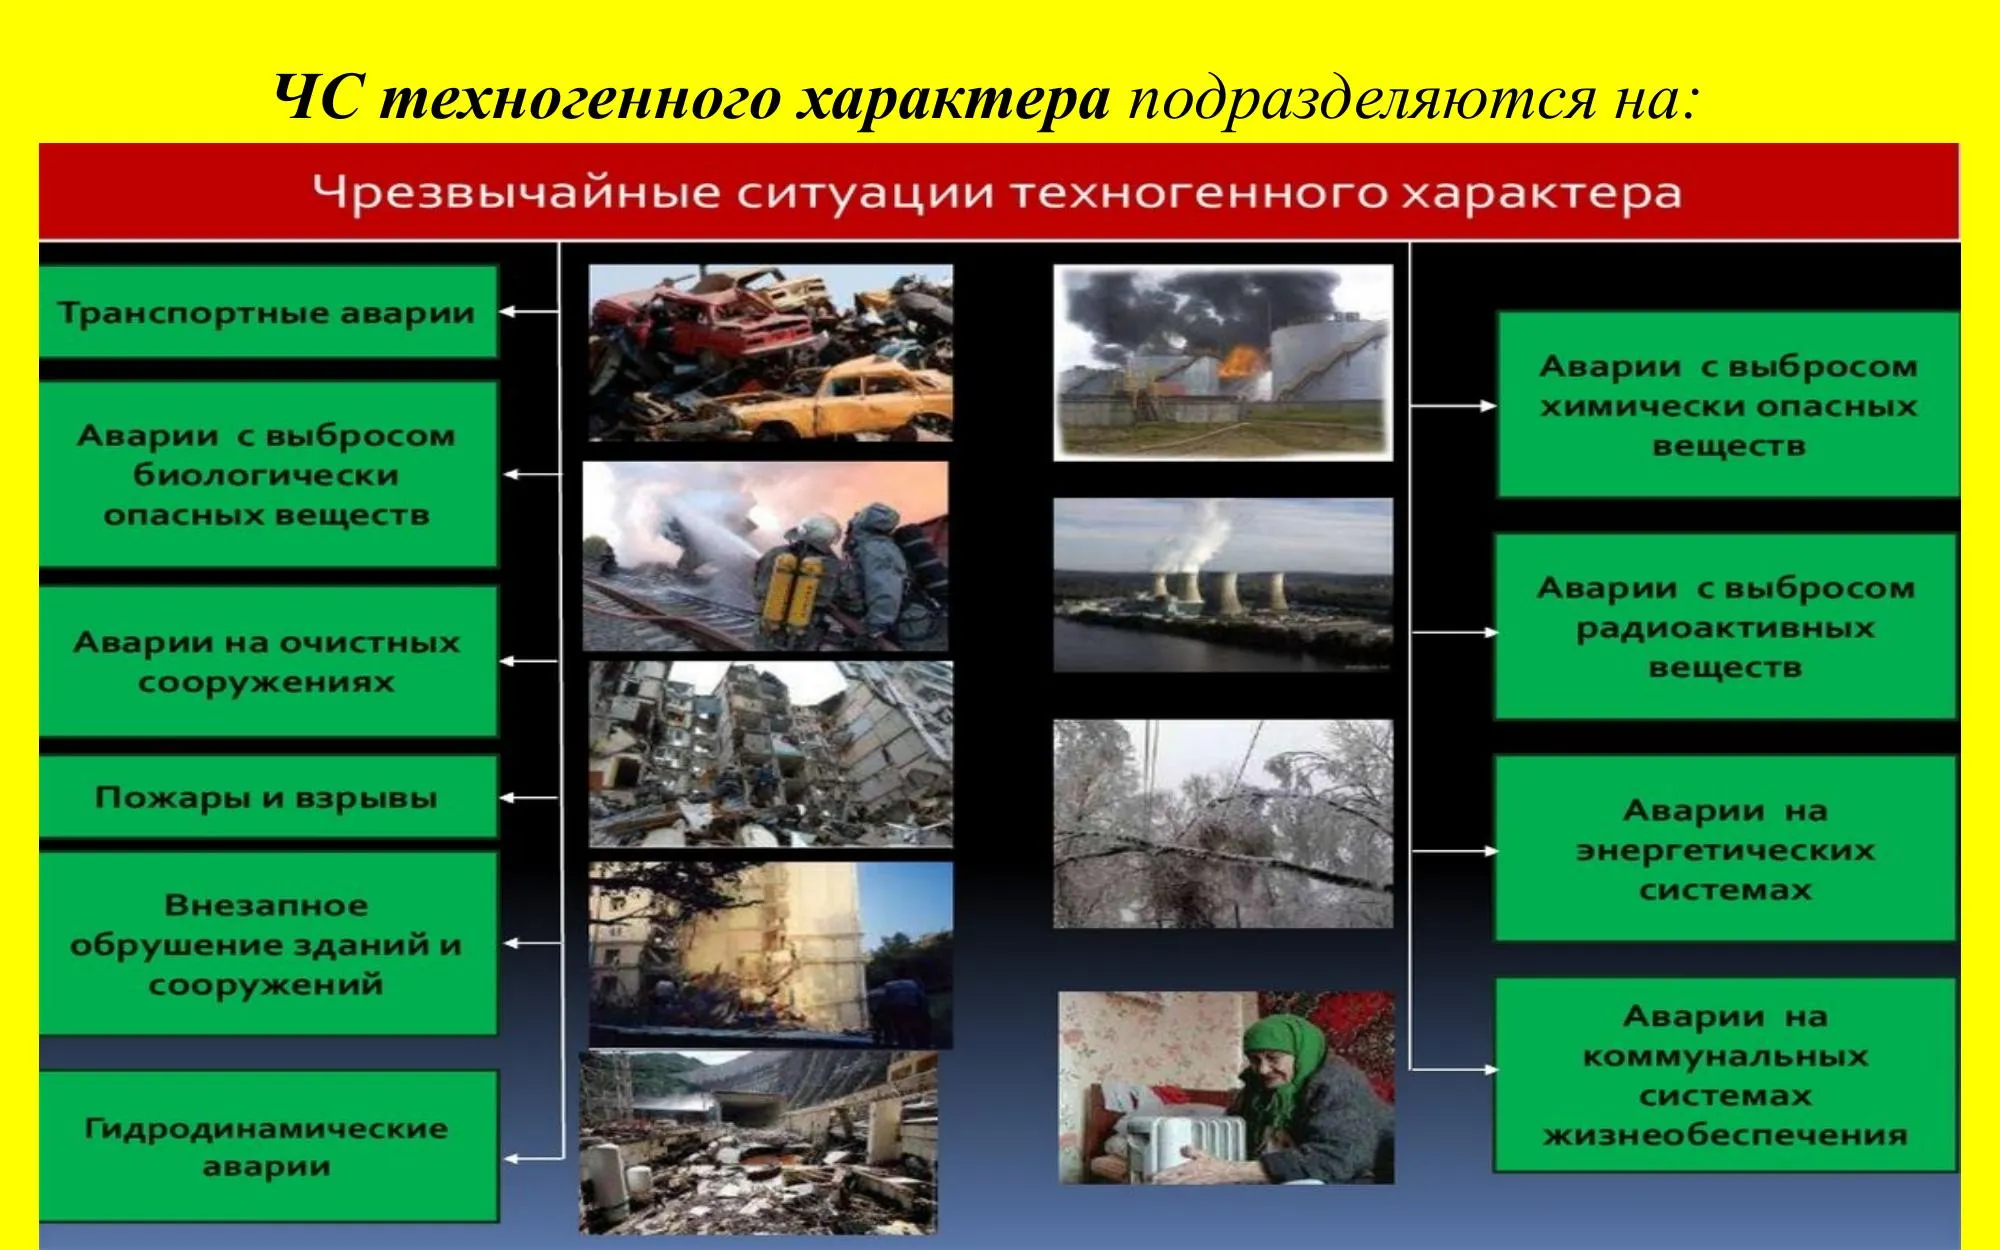 ЧС техногенного характера подразделяются на:
Чрезвычайные ситуации техногенного характера
Транспортные аварии
Аварии с выбросом
биологически
опасных веществ
Аварии на очистных
сооружениях
Пожары и взрывы
Внезапное
обрушение зданий и
сооружений
Гидродинамические
аварии
Аварии с выбросом
химически опасных
веществ
Аварии с выбросом
радиоактивных
веществ
Аварии на
энергетических
системах
Аварии на
коммунальных
системах
жизнеобеспечения